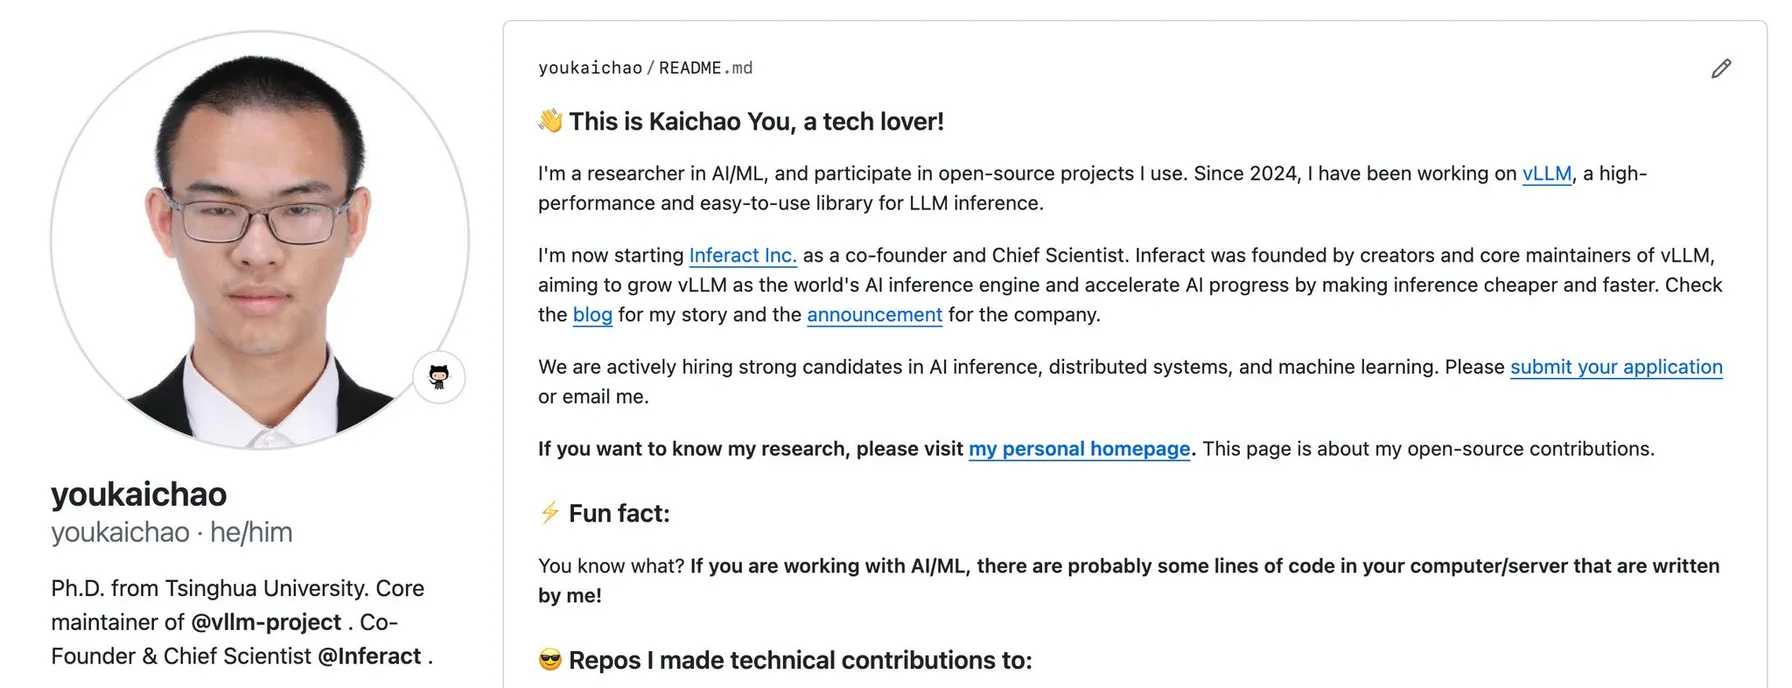 youkaichao
youkaichao · he/him
Ph.D. from Tsinghua University. Core
maintainer of @vllm-project . Co-
Founder & Chief Scientist @Inferact .
youkaichao/README.md
👋 This is Kaichao You, a tech lover!
I'm a researcher in AI/ML, and participate in open-source projects I use. Since 2024, I have been working on vLLM, a high-
performance and easy-to-use library for LLM inference.
I'm now starting Inferact Inc. as a co-founder and Chief Scientist. Inferact was founded by creators and core maintainers of vLLM,
aiming to grow vLLM as the world's AI inference engine and accelerate AI progress by making inference cheaper and faster. Check
the blog for my story and the announcement for the company.
We are actively hiring strong candidates in AI inference, distributed systems, and machine learning. Please submit your application
or email me.
If you want to know my research, please visit my personal homepage. This page is about my open-source contributions.
⚡ Fun fact:
You know what? If you are working with AI/ML, there are probably some lines of code in your computer/server that are written
by me!
😎 Repos I made technical contributions to: